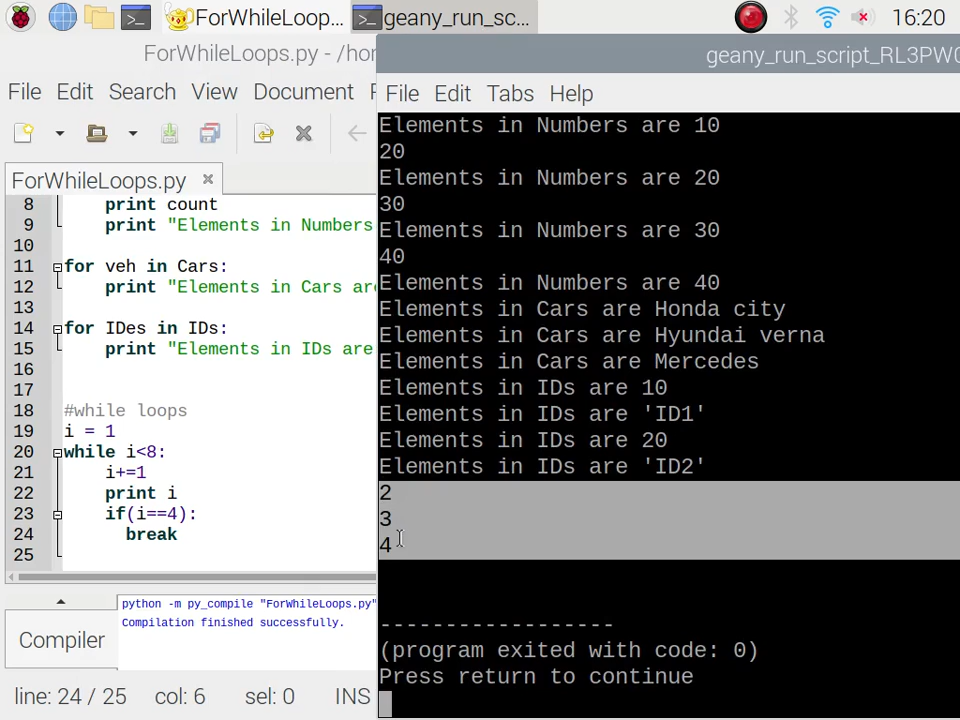 ForWhileLoop... geany_run_sc... 16:20
ForWhileLoops.py - /hor
File Edit Search View Document
ForWhileLoops.py
8 print count
9 print "Elements in Numbers
10
11 for veh in Cars:
12 print "Elements in Cars are
13
14 for IDes in IDs:
15 print "Elements in IDs are
16
17
18 #while loops
19 i = 1
20 while i<8:
21 i+=1
22 print i
23 if(i==4):
24 break
25
python -m py_compile "ForWhileLoops.py"
Compilation finished successfully.
Compiler
line: 24 / 25 col: 6 sel: 0 INS
geany_run_script_RL3PW
File Edit Tabs Help
Elements in Numbers are 10
20
Elements in Numbers are 20
30
Elements in Numbers are 30
40
Elements in Numbers are 40
Elements in Cars are Honda city
Elements in Cars are Hyundai verna
Elements in Cars are Mercedes
Elements in IDs are 10
Elements in IDs are 'ID1'
Elements in IDs are 20
Elements in IDs are 'ID2'
2
3
4
------------------
(program exited with code: 0)
Press return to continue